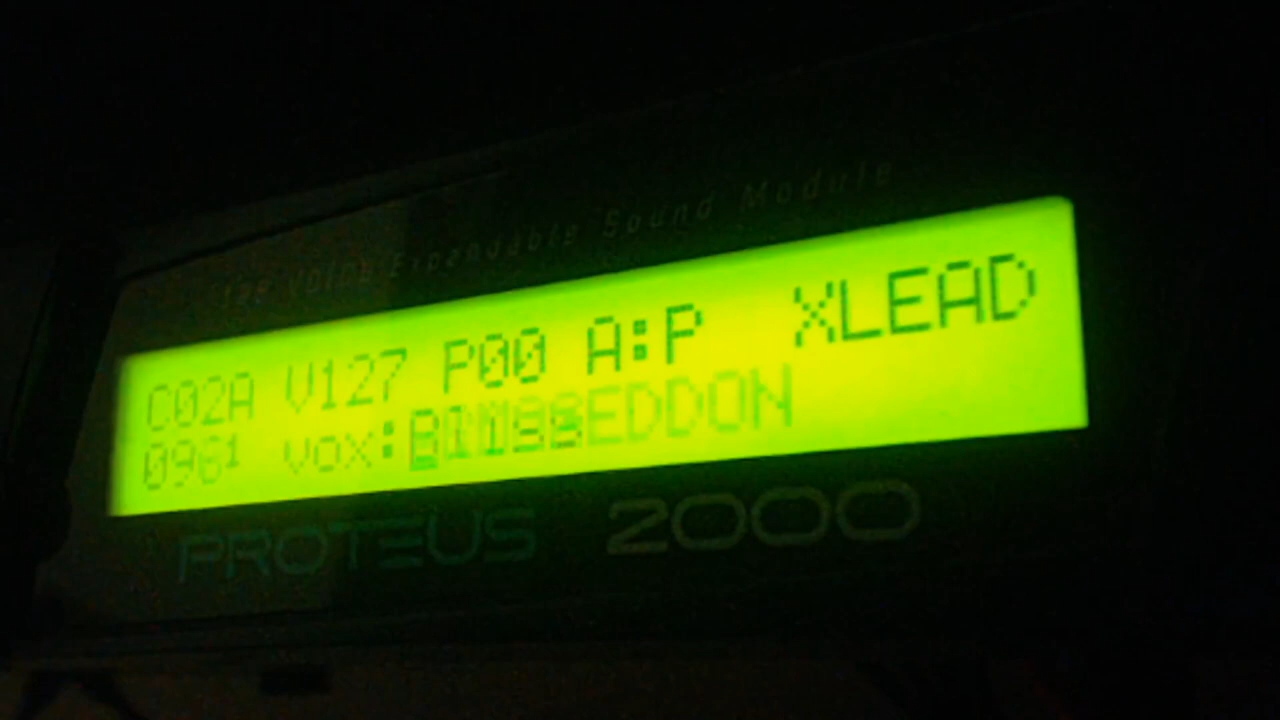 128 Voice Expandable Sound Module
C02A V127 P00 A:P XLEAD
096¹ vox:
PROTEUS 2000